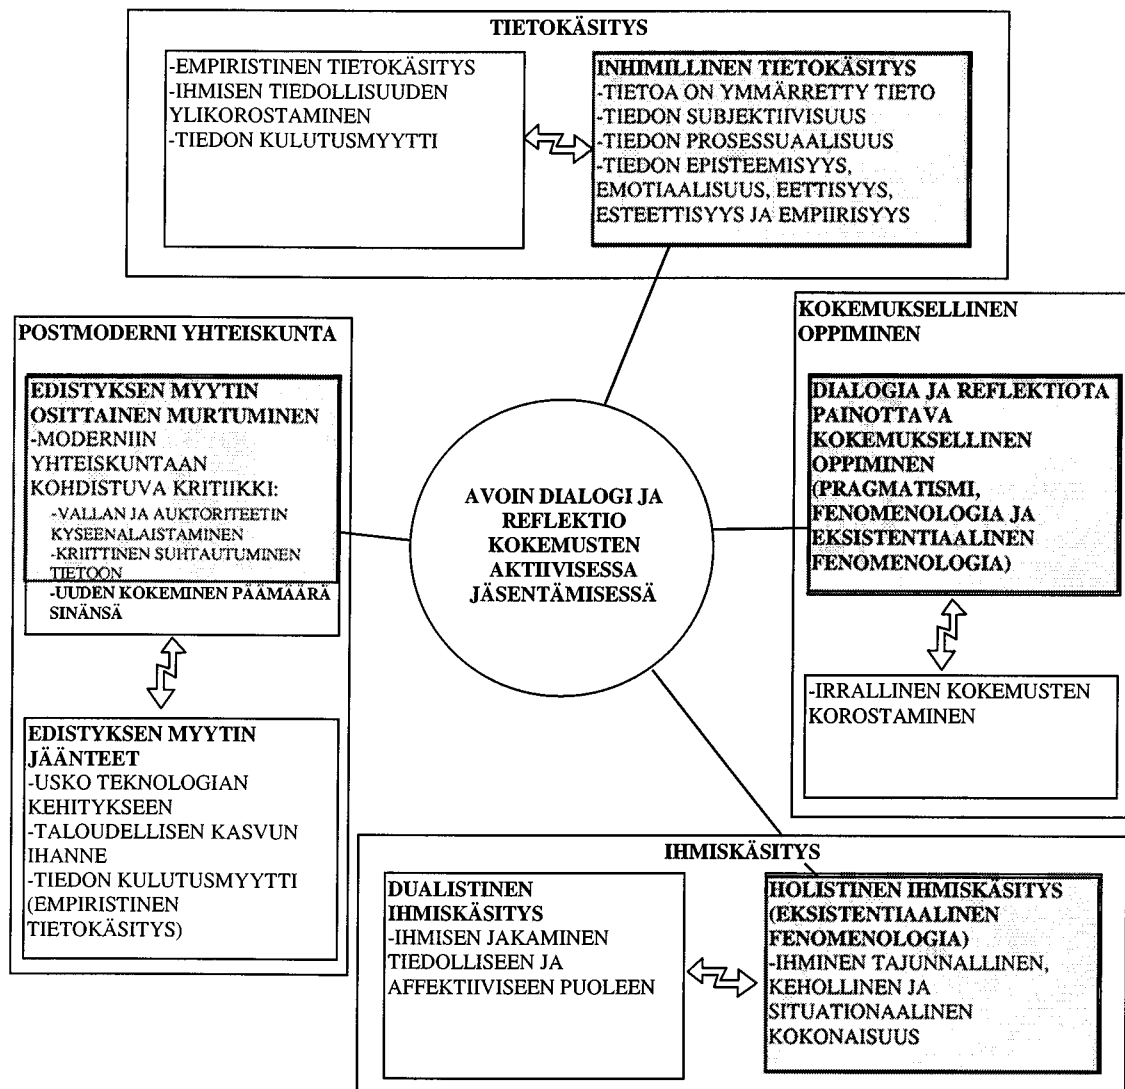 TIETOKÄSITYS
-EMPIRISTINEN TIETOKÄSITYS
-IHMISEN TIEDOLLISUUDEN
YLIKOROSTAMINEN
-TIEDON KULUTUSMYYTTI
INHIMILLINEN TIETOKÄSITYS
-TIETOA ON YMMÄRRETTY TIETO
-TIEDON SUBJEKTIIVISUUS
-TIEDON PROSESSUAALISUUS
-TIEDON EPISTEEMISYYS,
EMOTIAALISUUS, EETTISYYS,
ESTEETTISYYS JA EMPIIRISYYS
POSTMODERNI YHTEISKUNTA
EDISTYKSEN MYYTIN
OSITTAINEN MURTUMINEN
-MODERNIIN
YHTEISKUNTAAN
KOHDISTUVA KRITIIKKI:
-VALLAN JA AUKTORITEETIN
KYSEENALAISTAMINEN
-KRIITTINEN SUHTAUTUMINEN
TIETOON
-UUDEN KOKEMINEN PÄÄMÄÄRÄ
SINÄNSÄ
EDISTYKSEN MYYTIN
JÄÄNTEET
-USKO TEKNOLOGIAN
KEHITYKSEEN
-TALOUDELLISEN KASVUN
IHANNE
-TIEDON KULUTUSMYYTTI
(EMPIRISTINEN
TIETOKÄSITYS)
AVOIN DIALOGI JA
REFLEKTIO
KOKEMUSTEN
AKTIIVISESSA
JÄSENTÄMISESSÄ
KOKEMUKSELLINEN
OPPIMINEN
DIALOGIA JA REFLEKTIOTA
PAINOTTAVA
KOKEMUKSELLINEN
OPPIMINEN
(PRAGMATISMI,
FENOMENOLOGIA JA
EKSISTENTIAALINEN
FENOMENOLOGIA)
-IRRALLINEN KOKEMUSTEN
KOROSTAMINEN
IHMISKÄSITYS
DUALISTINEN
IHMISKÄSITYS
-IHMISEN JAKAMINEN
TIEDOLLISEEN JA
AFFEKTIIVISEEN PUOLEEN
HOLISTINEN IHMISKÄSITYS
(EKSISTENTIAALINEN
FENOMENOLOGIA)
-IHMINEN TAJUNNALLINEN,
KEHOLLINEN JA
SITUATIONAALINEN
KOKONAISUUS